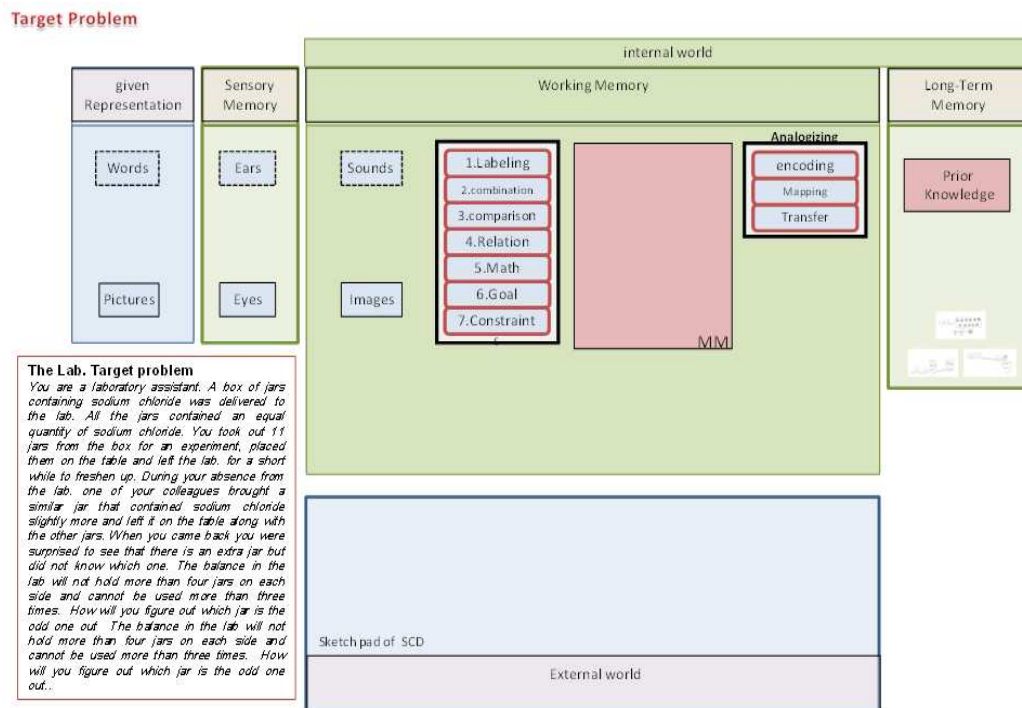 Target Problem
internal world
given
Representation
Sensory
Memory
Working Memory
Long-Term
Memory
Words
Ears
Sounds
1.Labeling
2.combination
3.comparison
4.Relation
5.Math
6.Goal
7.Constraint
s
Analogizing
encoding
Mapping
Transfer
Prior
Knowledge
Pictures
Eyes
Images
MM
The Lab. Target problem
You are a laboratory assistant. A box of jars
containing sodium chloride was delivered to
the lab. All the jars contained an equal
quantity of sodium chloride. You took out 11
jars from the box for an experiment, placed
them on the table and left the lab. for a short
while to freshen up. During your absence from
the lab. one of your colleagues brought a
similar jar that contained sodium chloride
slightly more and left it on the table along with
the other jars. When you came back you were
surprised to see that there is an extra jar but
did not know which one. The balance in the
lab will not hold more than four jars on each
side and cannot be used more than three
times. How will you figure out which jar is the
odd one out The balance in the lab will not
hold more than four jars on each side and
cannot be used more than three times. How
will you figure out which jar is the odd one
out..
Sketch pad of SCD
External world